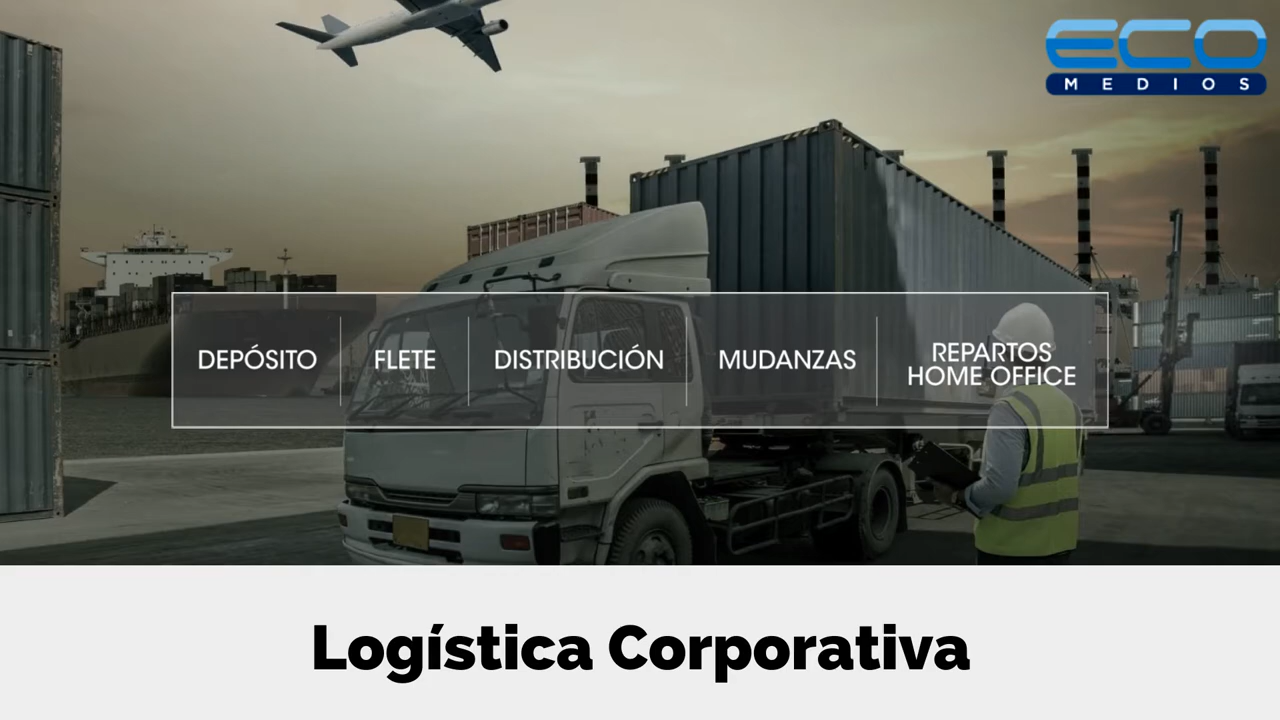 ECO
MEDIOS
DEPÓSITO
FLETE
DISTRIBUCIÓN
MUDANZAS
REPARTOS
HOME OFFICE
Logística Corporativa